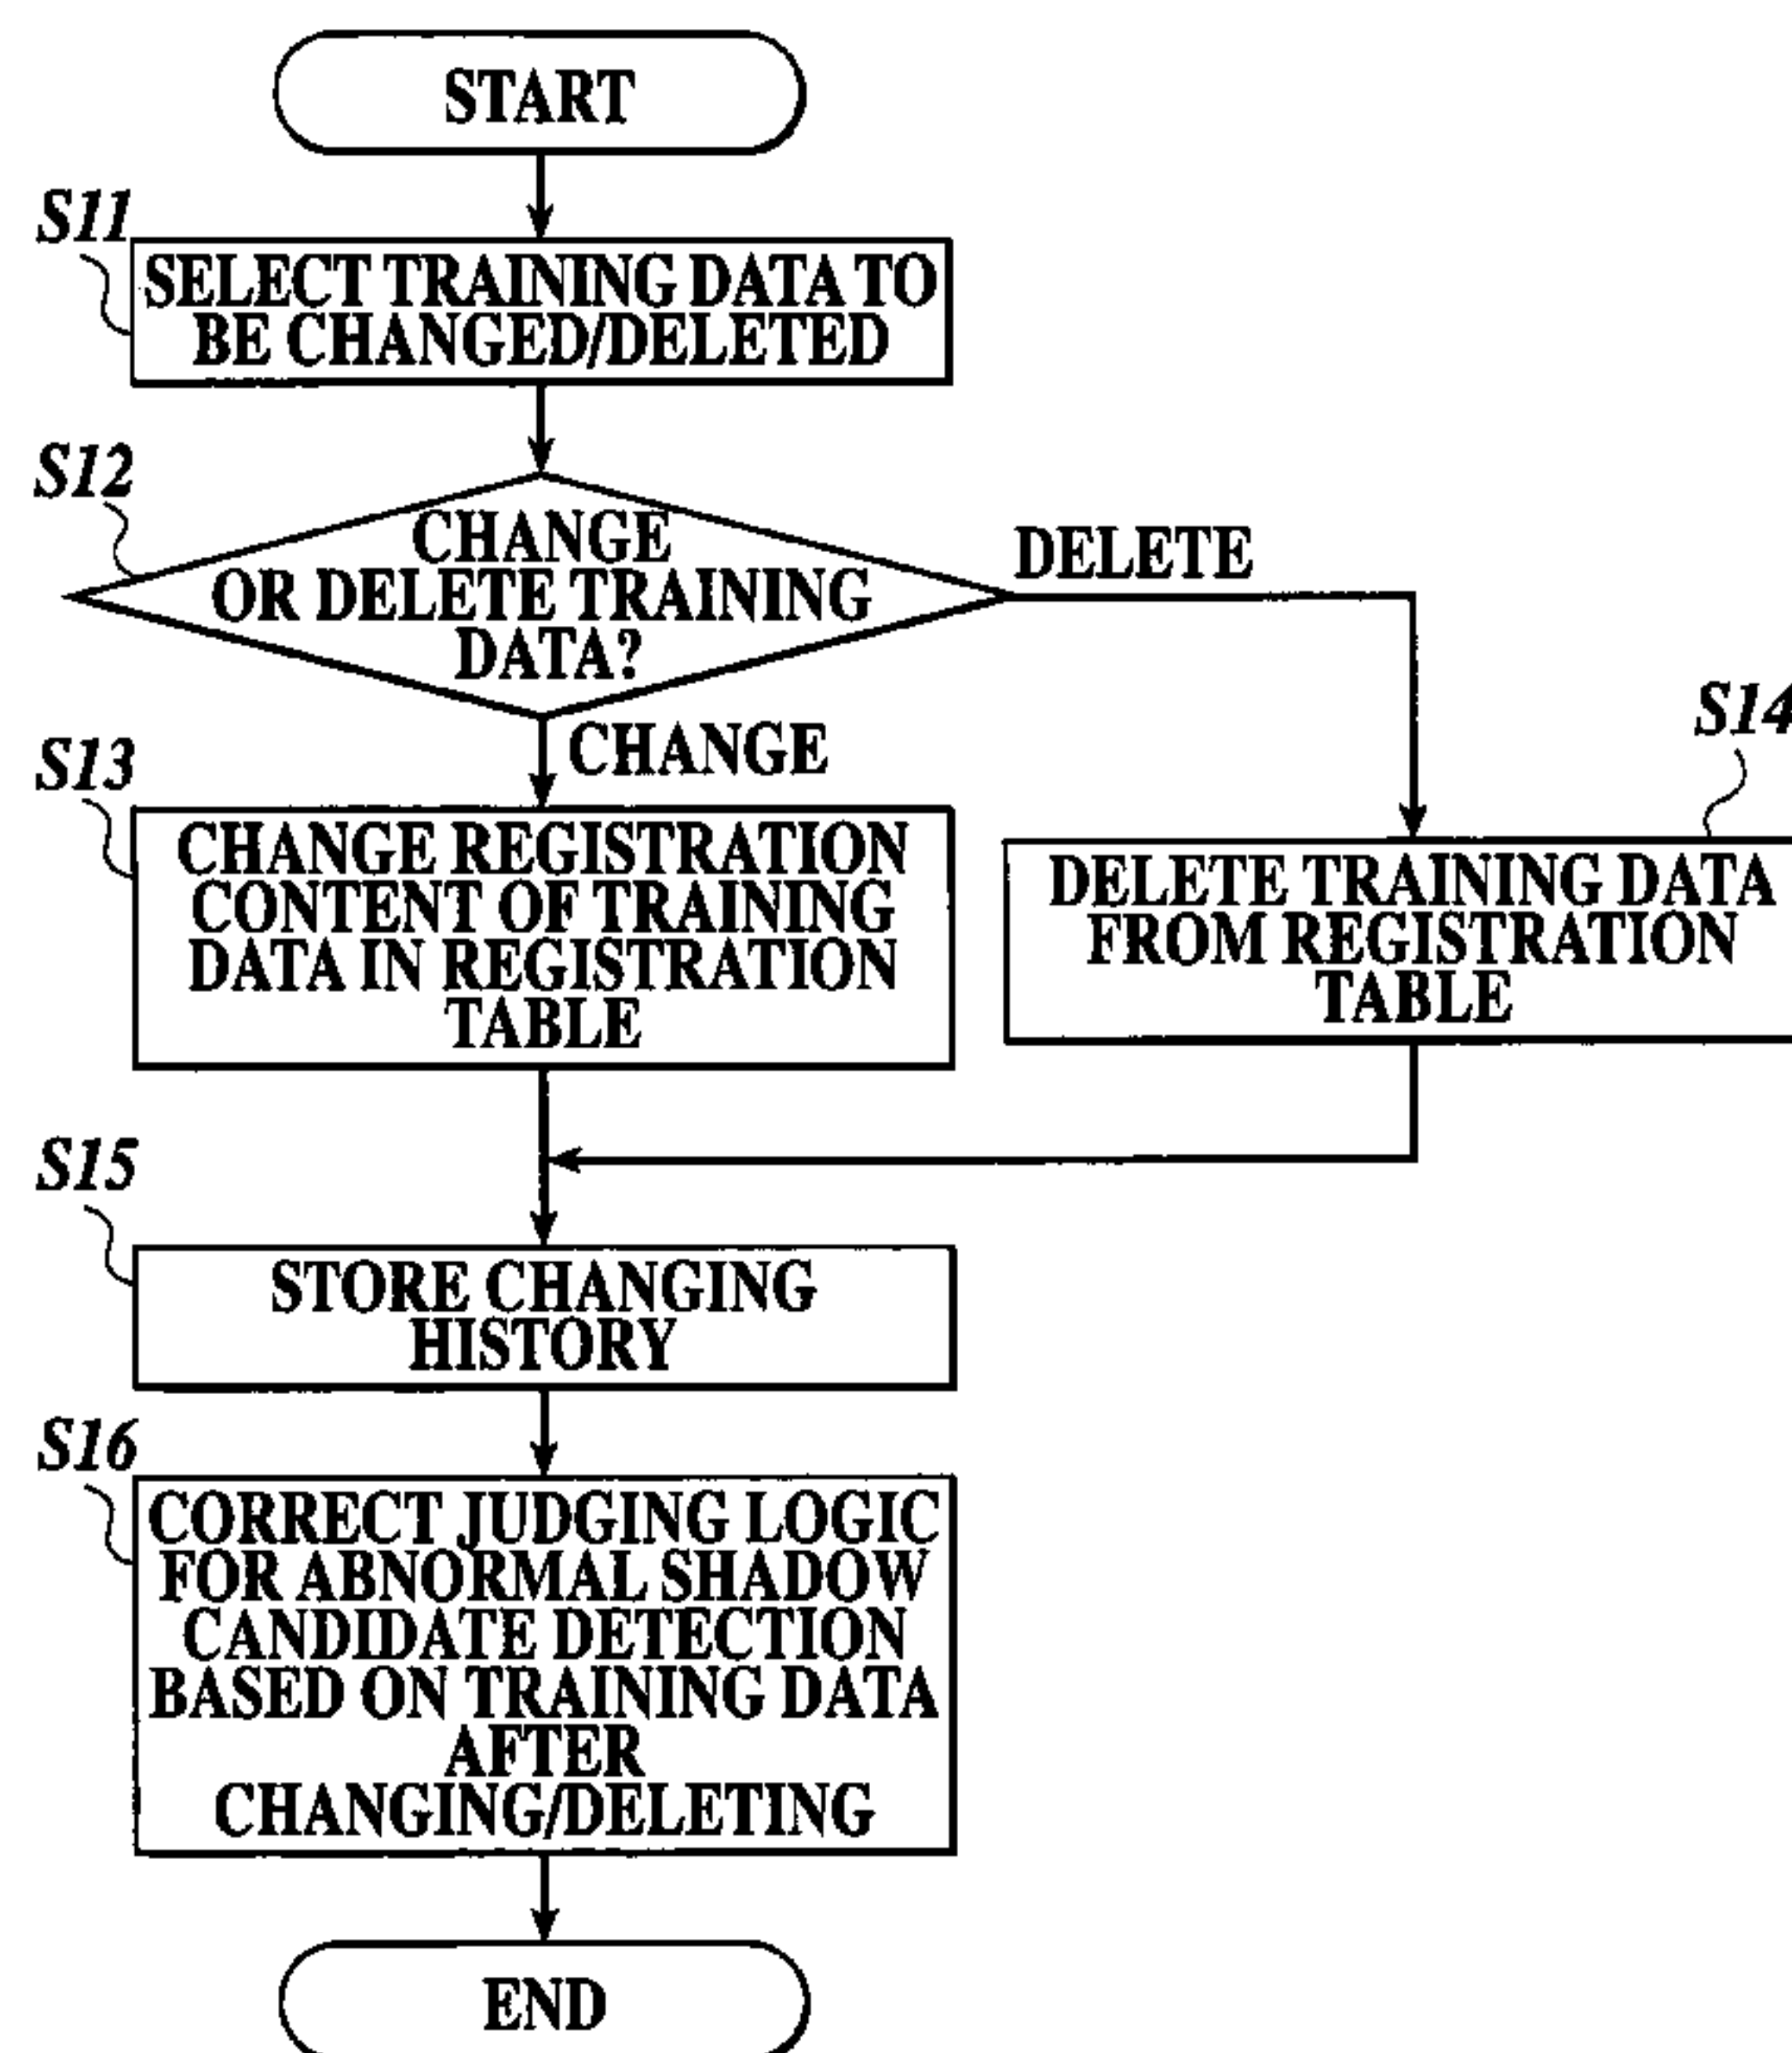 START
S11
SELECT TRAINING DATA TO
BE CHANGED/DELETED
S12
CHANGE
OR DELETE TRAINING
DATA?
DELETE
CHANGE
S13
CHANGE REGISTRATION
CONTENT OF TRAINING
DATA IN REGISTRATION
TABLE
S14
DELETE TRAINING DATA
FROM REGISTRATION
TABLE
S15
STORE CHANGING
HISTORY
S16
CORRECT JUDGING LOGIC
FOR ABNORMAL SHADOW
CANDIDATE DETECTION
BASED ON TRAINING DATA
AFTER
CHANGING/DELETING
END